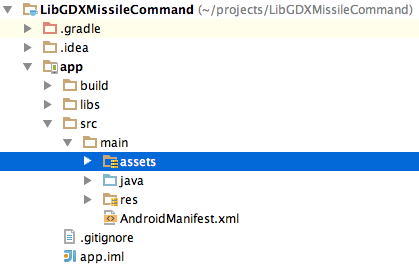 LibGDXMissileCommand (~/projects/LibGDXMissileCommand)
.gradle
.idea
app
build
libs
src
main
assets
java
res
AndroidManifest.xml
.gitignore
app.iml